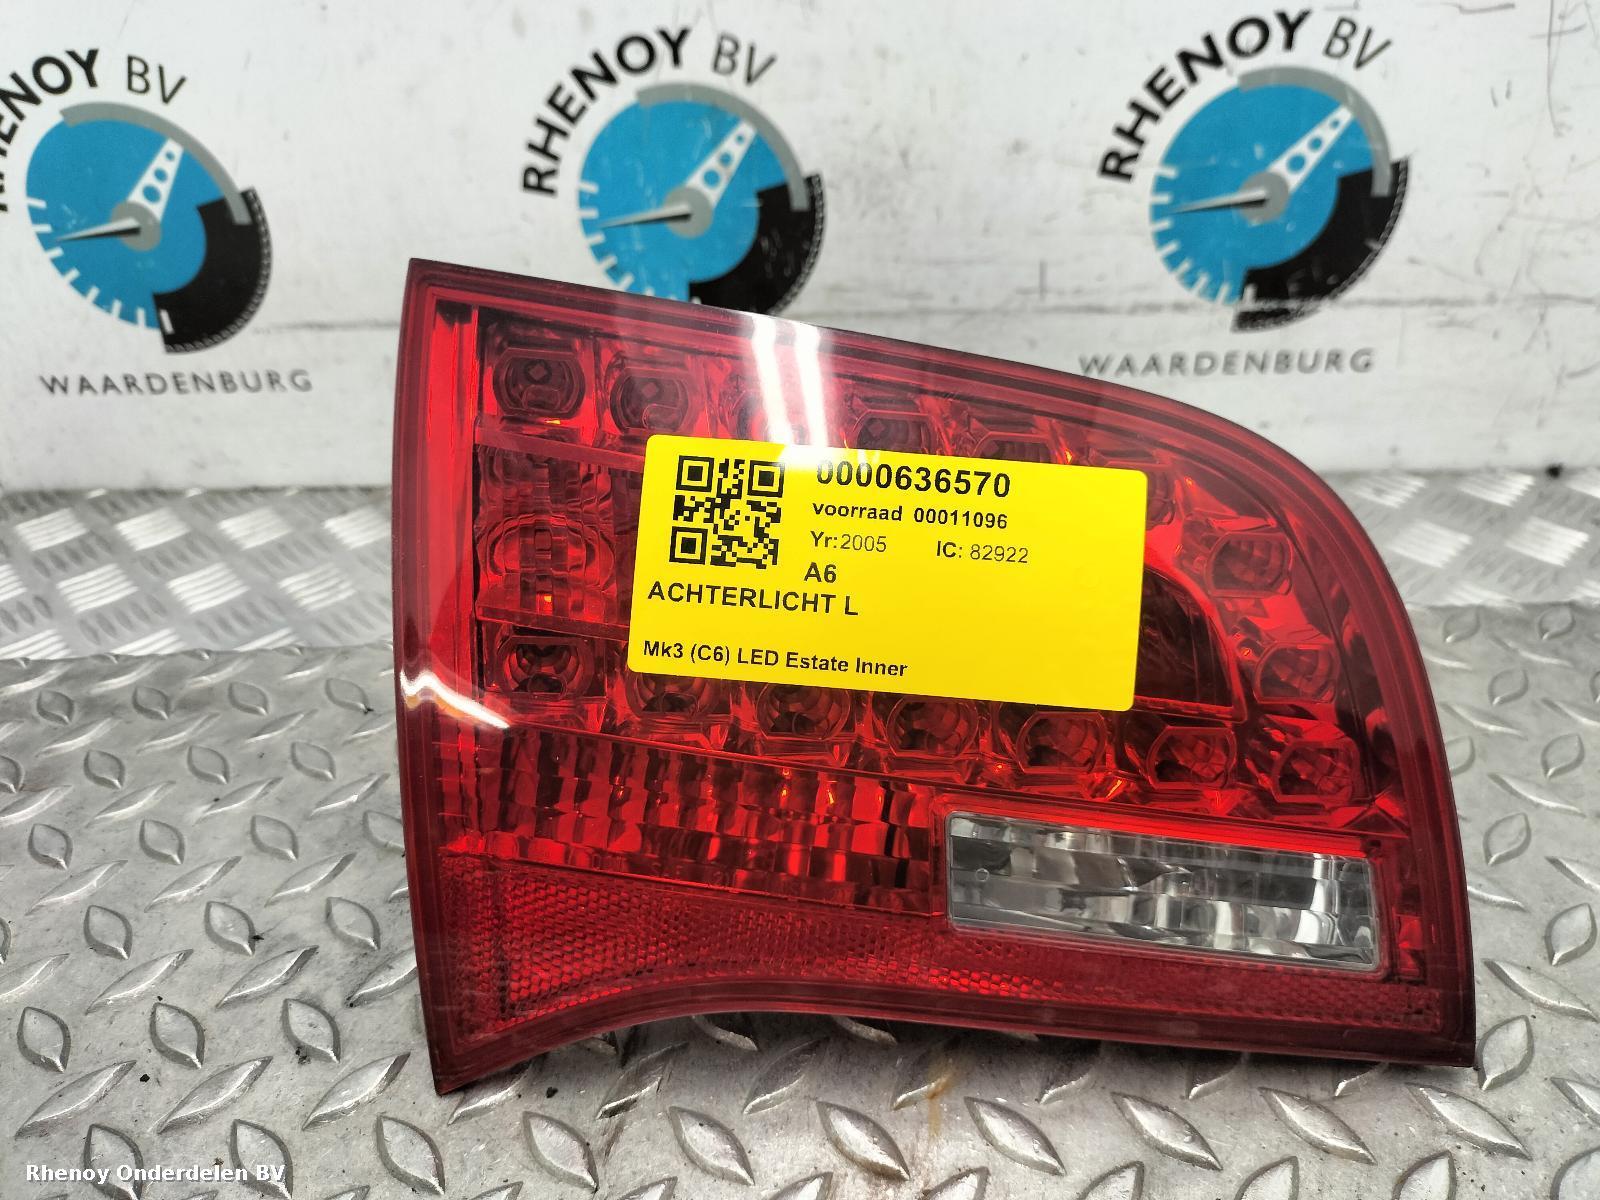 RHENOY BV
RHENOY BV
RHENOY BV
WAARDENBURG
WAARDENBURG
0000636570
voorraad 00011096
Yr:2005 IC: 82922
A6
ACHTERLICHT L
Mk3 (C6) LED Estate Inner
Rhenoy Onderdelen BV